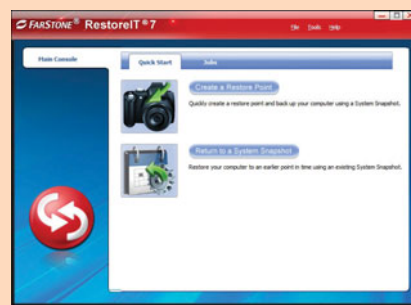 FARSTONE® RestoreIT®7
File Tools Help
Main Console
Quick Start Jobs
Create a Restore Point
Quickly create a restore point and back up your computer using a System Snapshot.
Return to a System Snapshot
Restore your computer to an earlier point in time using an existing System Snapshot.